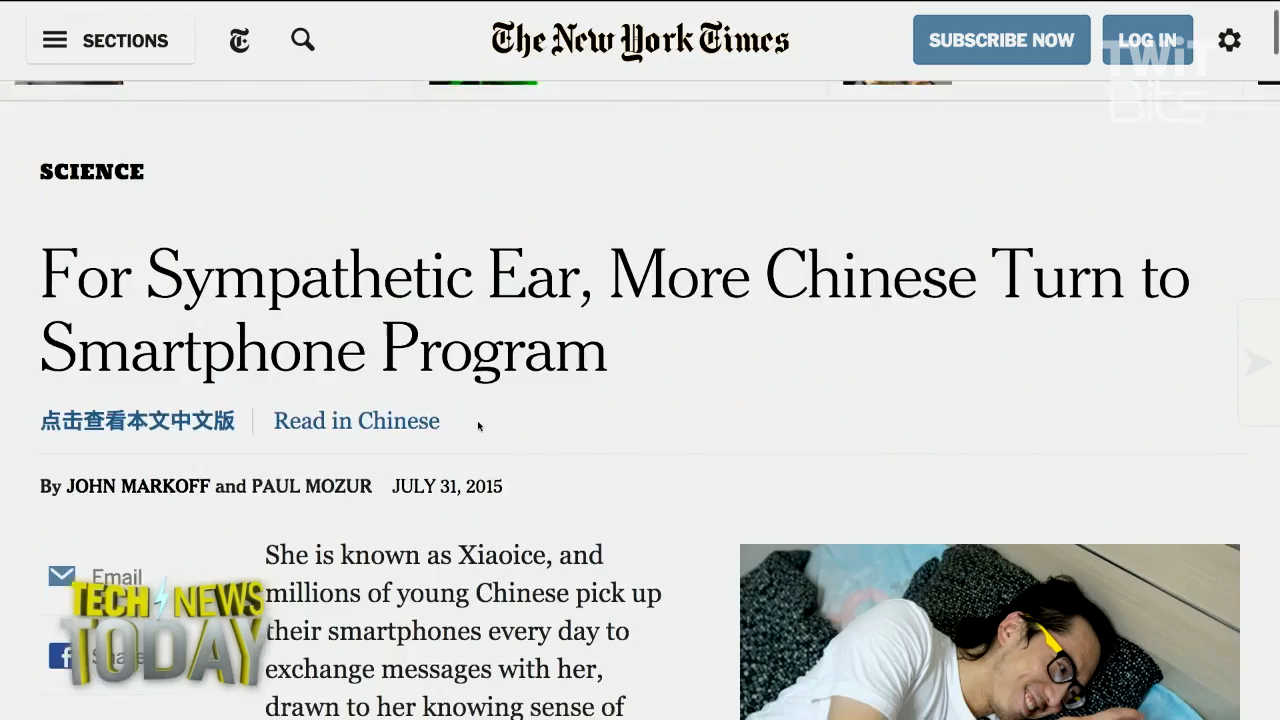 SECTIONS
The New York Times
SUBSCRIBE NOW
LOG IN
TWiT
Bits
SCIENCE
For Sympathetic Ear, More Chinese Turn to
Smartphone Program
点击查看本文中文版 Read in Chinese
By JOHN MARKOFF and PAUL MOZUR JULY 31, 2015
She is known as Xiaoice, and
millions of young Chinese pick up
their smartphones every day to
exchange messages with her,
drawn to her knowing sense of
Email
Share
TECH NEWS
TODAY